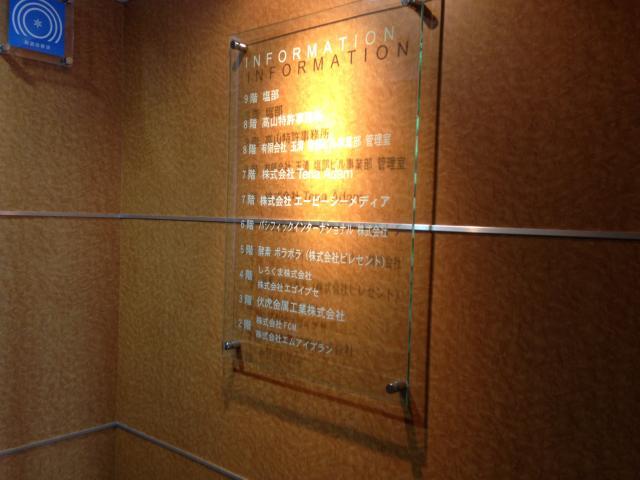 INFORMATION
9階 塩部
8階 高山特許事務所
8階 有限会社 玉清 塩部ビル事業部 管理室
7階 株式会社 Terra Adam
7階 株式会社 エービーシーメディア
6階 パシフィックインターナショナル 株式会社
5階 酵素 ポラポラ(株式会社ピレセント)
4階 しろくま株式会社
株式会社エゴイプセ
3階 伏虎金属工業株式会社
2階 株式会社FCM
株式会社エムアイプラン